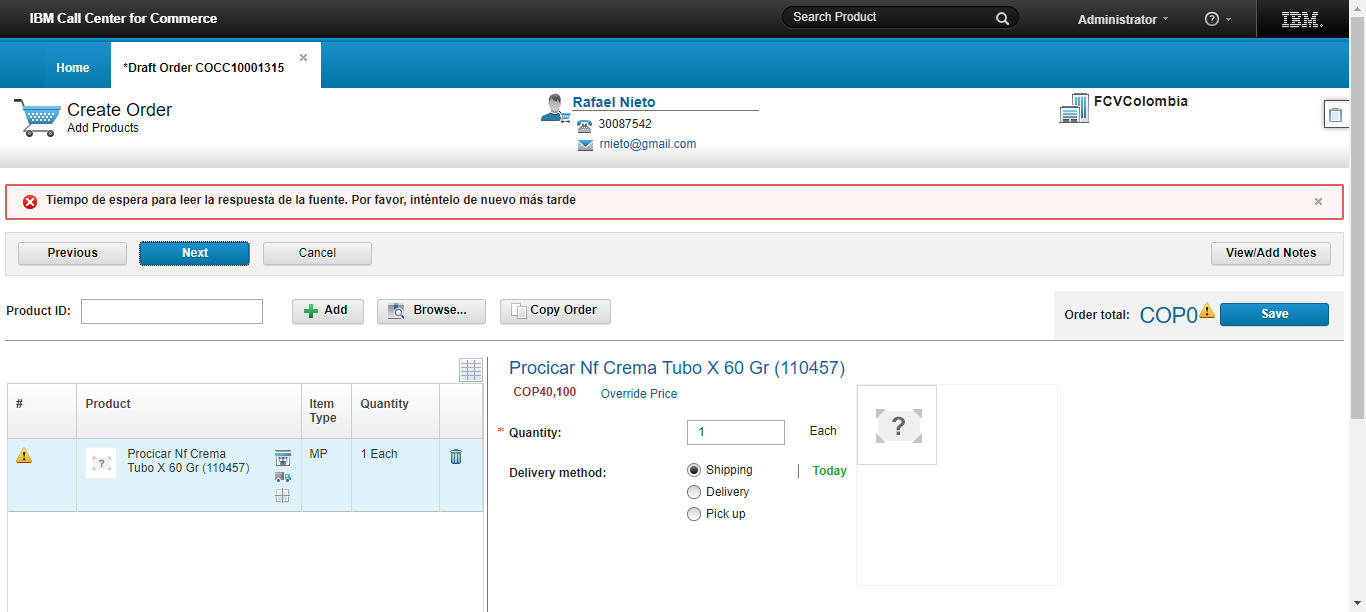 IBM Call Center for Commerce
Search Product
Administrator
?
IBM.
Home
*Draft Order COCC10001315
Create Order
Add Products
Rafael Nieto
30087542
rnieto@gmail.com
FCVColombia
Tiempo de espera para leer la respuesta de la fuente. Por favor, inténtelo de nuevo más tarde
Previous
Next
Cancel
View/Add Notes
Product ID:
Add
Browse...
Copy Order
Order total:
COP0
Save
#
Product
Item
Type
Quantity
Procicar Nf Crema
Tubo X 60 Gr (110457)
MP
1 Each
?
Procicar Nf Crema Tubo X 60 Gr (110457)
COP40,100
Override Price
* Quantity:
1
Each
Delivery method:
Shipping
| Today
Delivery
Pick up
?